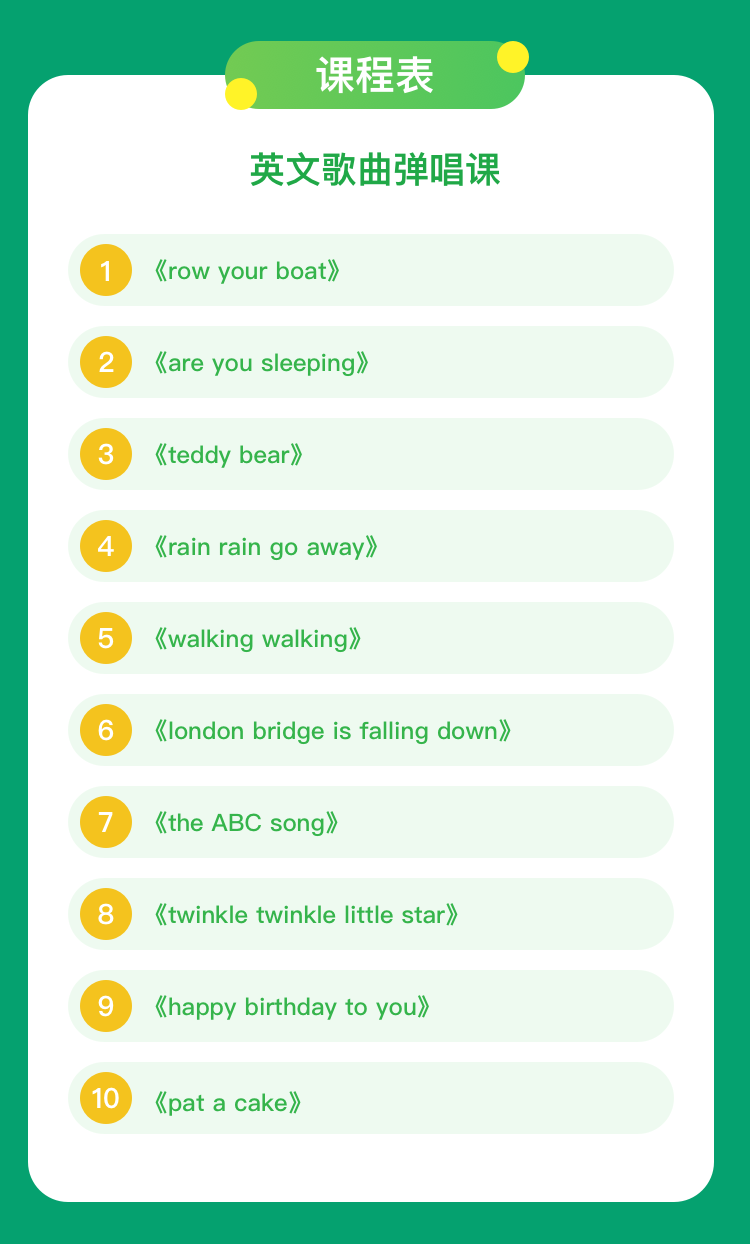 课程表
英文歌曲弹唱课
1 《row your boat》
2 《are you sleeping》
3 《teddy bear》
4 《rain rain go away》
5 《walking walking》
6 《london bridge is falling down》
7 《the ABC song》
8 《twinkle twinkle little star》
9 《happy birthday to you》
10 《pat a cake》